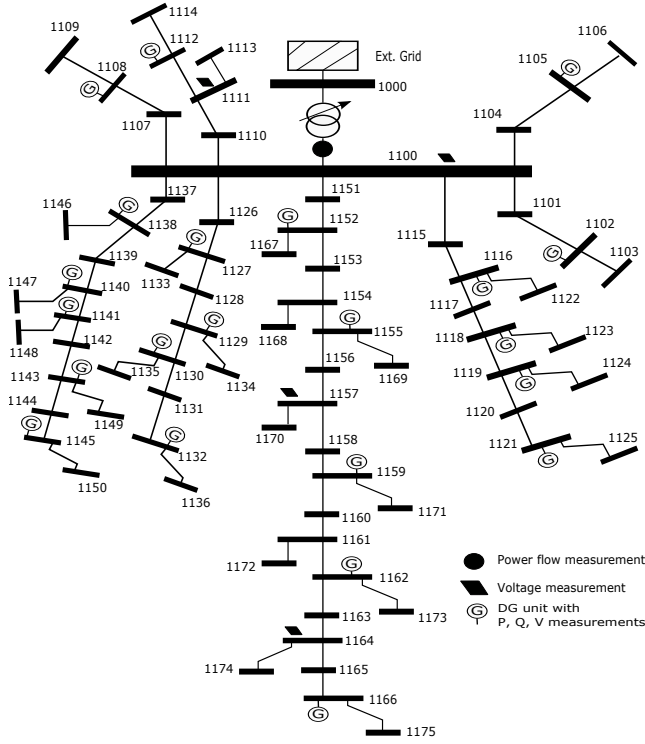 1114
1109
1112
1113
1106
G
Ext. Grid
1108
1105
G
G
1111
1000
G
1107
1104
1110
1100
1137
1151
1101
1146
G
1126
G
1152
1102
1138
1115
G
1139
G
1167
1116
1103
1147
G
1140
1133
1127
1153
G
1122
G
1141
1128
1154
1117
1148
1142
G
1129
1168
G
1155
1118
G
1123
1143
G
G
1135
1130
1134
1156
1169
1119
G
1124
1144
1149
1131
1157
1120
G
1145
G
1132
1170
1158
1121
G
1125
1150
1136
G
1159
1160
1171
1161
1172
G
1162
Power flow measurement
1173
Voltage measurement
1163
G
DG unit with
P, Q, V measurements
1164
1174
1165
1166
G
1175